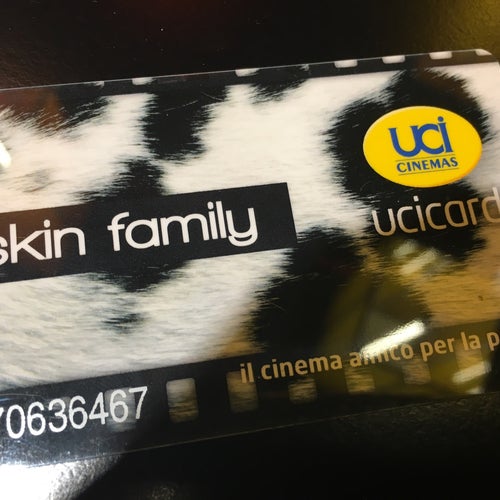 uci
CINEMAS
skin family
ucicard
il cinema amico per la p
70636467